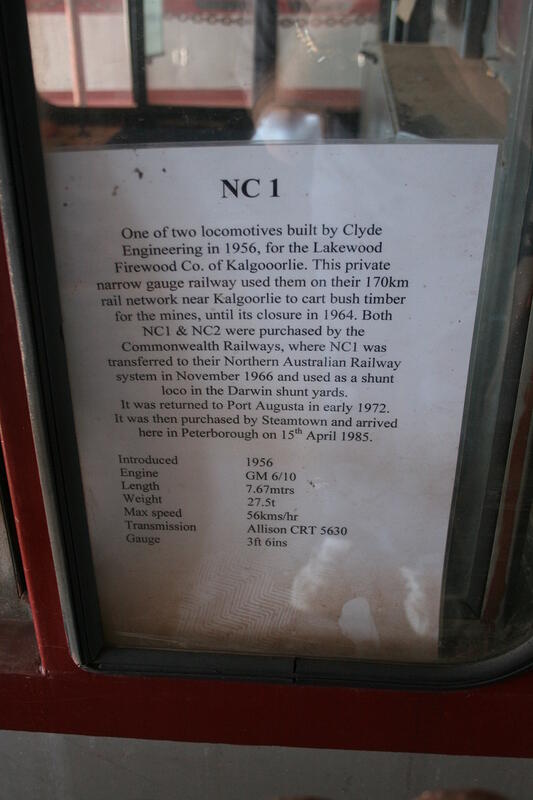 NC 1
One of two locomotives built by Clyde
Engineering in 1956, for the Lakewood
Firewood Co. of Kalgooorlie. This private
narrow gauge railway used them on their 170km
rail network near Kalgoorlie to cart bush timber
for the mines, until its closure in 1964. Both
NC1 & NC2 were purchased by the
Commonwealth Railways, where NC1 was
transferred to their Northern Australian Railway
system in November 1966 and used as a shunt
loco in the Darwin shunt yards.
It was returned to Port Augusta in early 1972.
It was then purchased by Steamtown and arrived
here in Peterborough on 15th April 1985.
Introduced 1956
Engine GM 6/10
Length 7.67mtrs
Weight 27.5t
Max speed 56kms/hr
Transmission Allison CRT 5630
Gauge 3ft 6ins